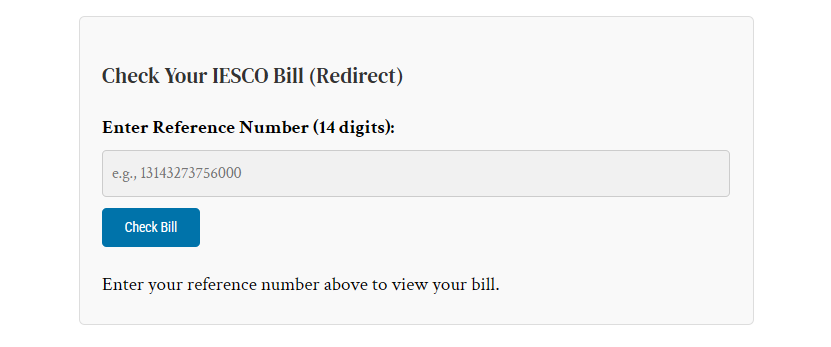 Check Your IESCO Bill (Redirect)
Enter Reference Number (14 digits):
e.g., 13143273756000
Check Bill
Enter your reference number above to view your bill.